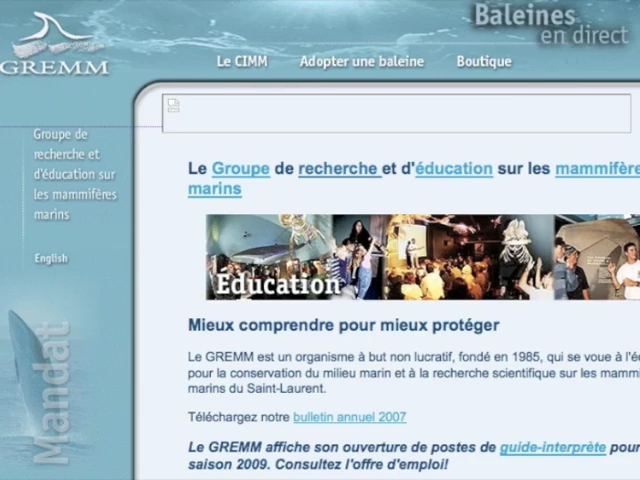 Baleines
en direct
GREMM
Le CIMM Adopter une baleine Boutique
Groupe de
recherche et
d'éducation sur
les mammifères
marins
English
Mandat
Le Groupe de recherche et d'éducation sur les mammifère
marins
Éducation
Mieux comprendre pour mieux protéger
Le GREMM est un organisme à but non lucratif, fondé en 1985, qui se voue à l'é
pour la conservation du milieu marin et à la recherche scientifique sur les mammi
marins du Saint-Laurent.
Téléchargez notre bulletin annuel 2007
Le GREMM affiche son ouverture de postes de guide-interprète pour
saison 2009. Consultez l'offre d'emploi!